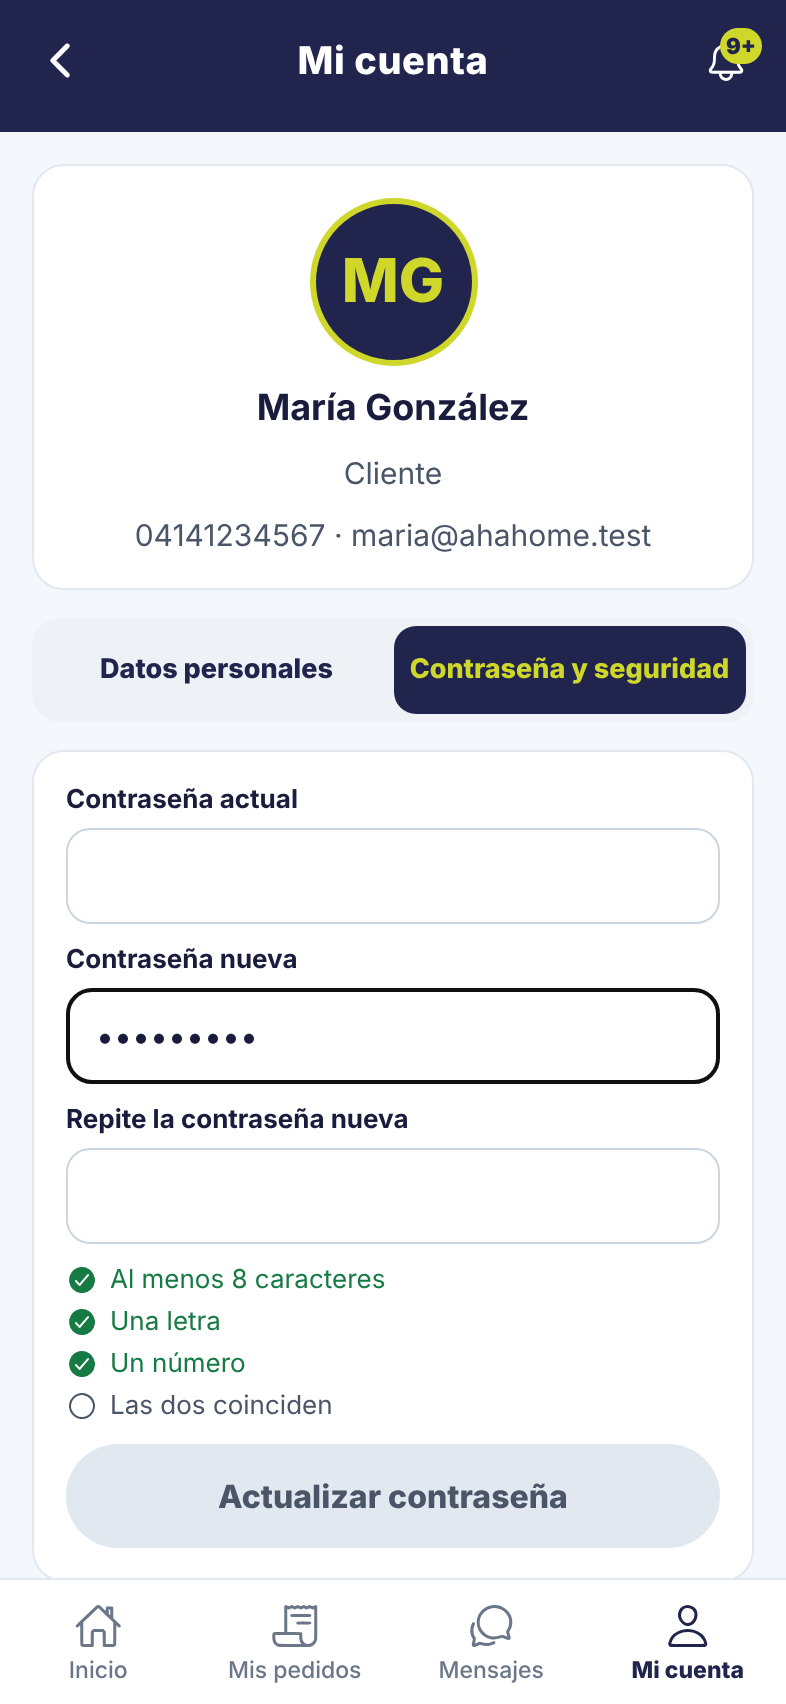 Mi cuenta
9+
MG
María González
Cliente
04141234567 · maria@ahahome.test
Datos personales
Contraseña y seguridad
Contraseña actual
Contraseña nueva
•••••••••
Repite la contraseña nueva
Al menos 8 caracteres
Una letra
Un número
Las dos coinciden
Actualizar contraseña
Inicio
Mis pedidos
Mensajes
Mi cuenta